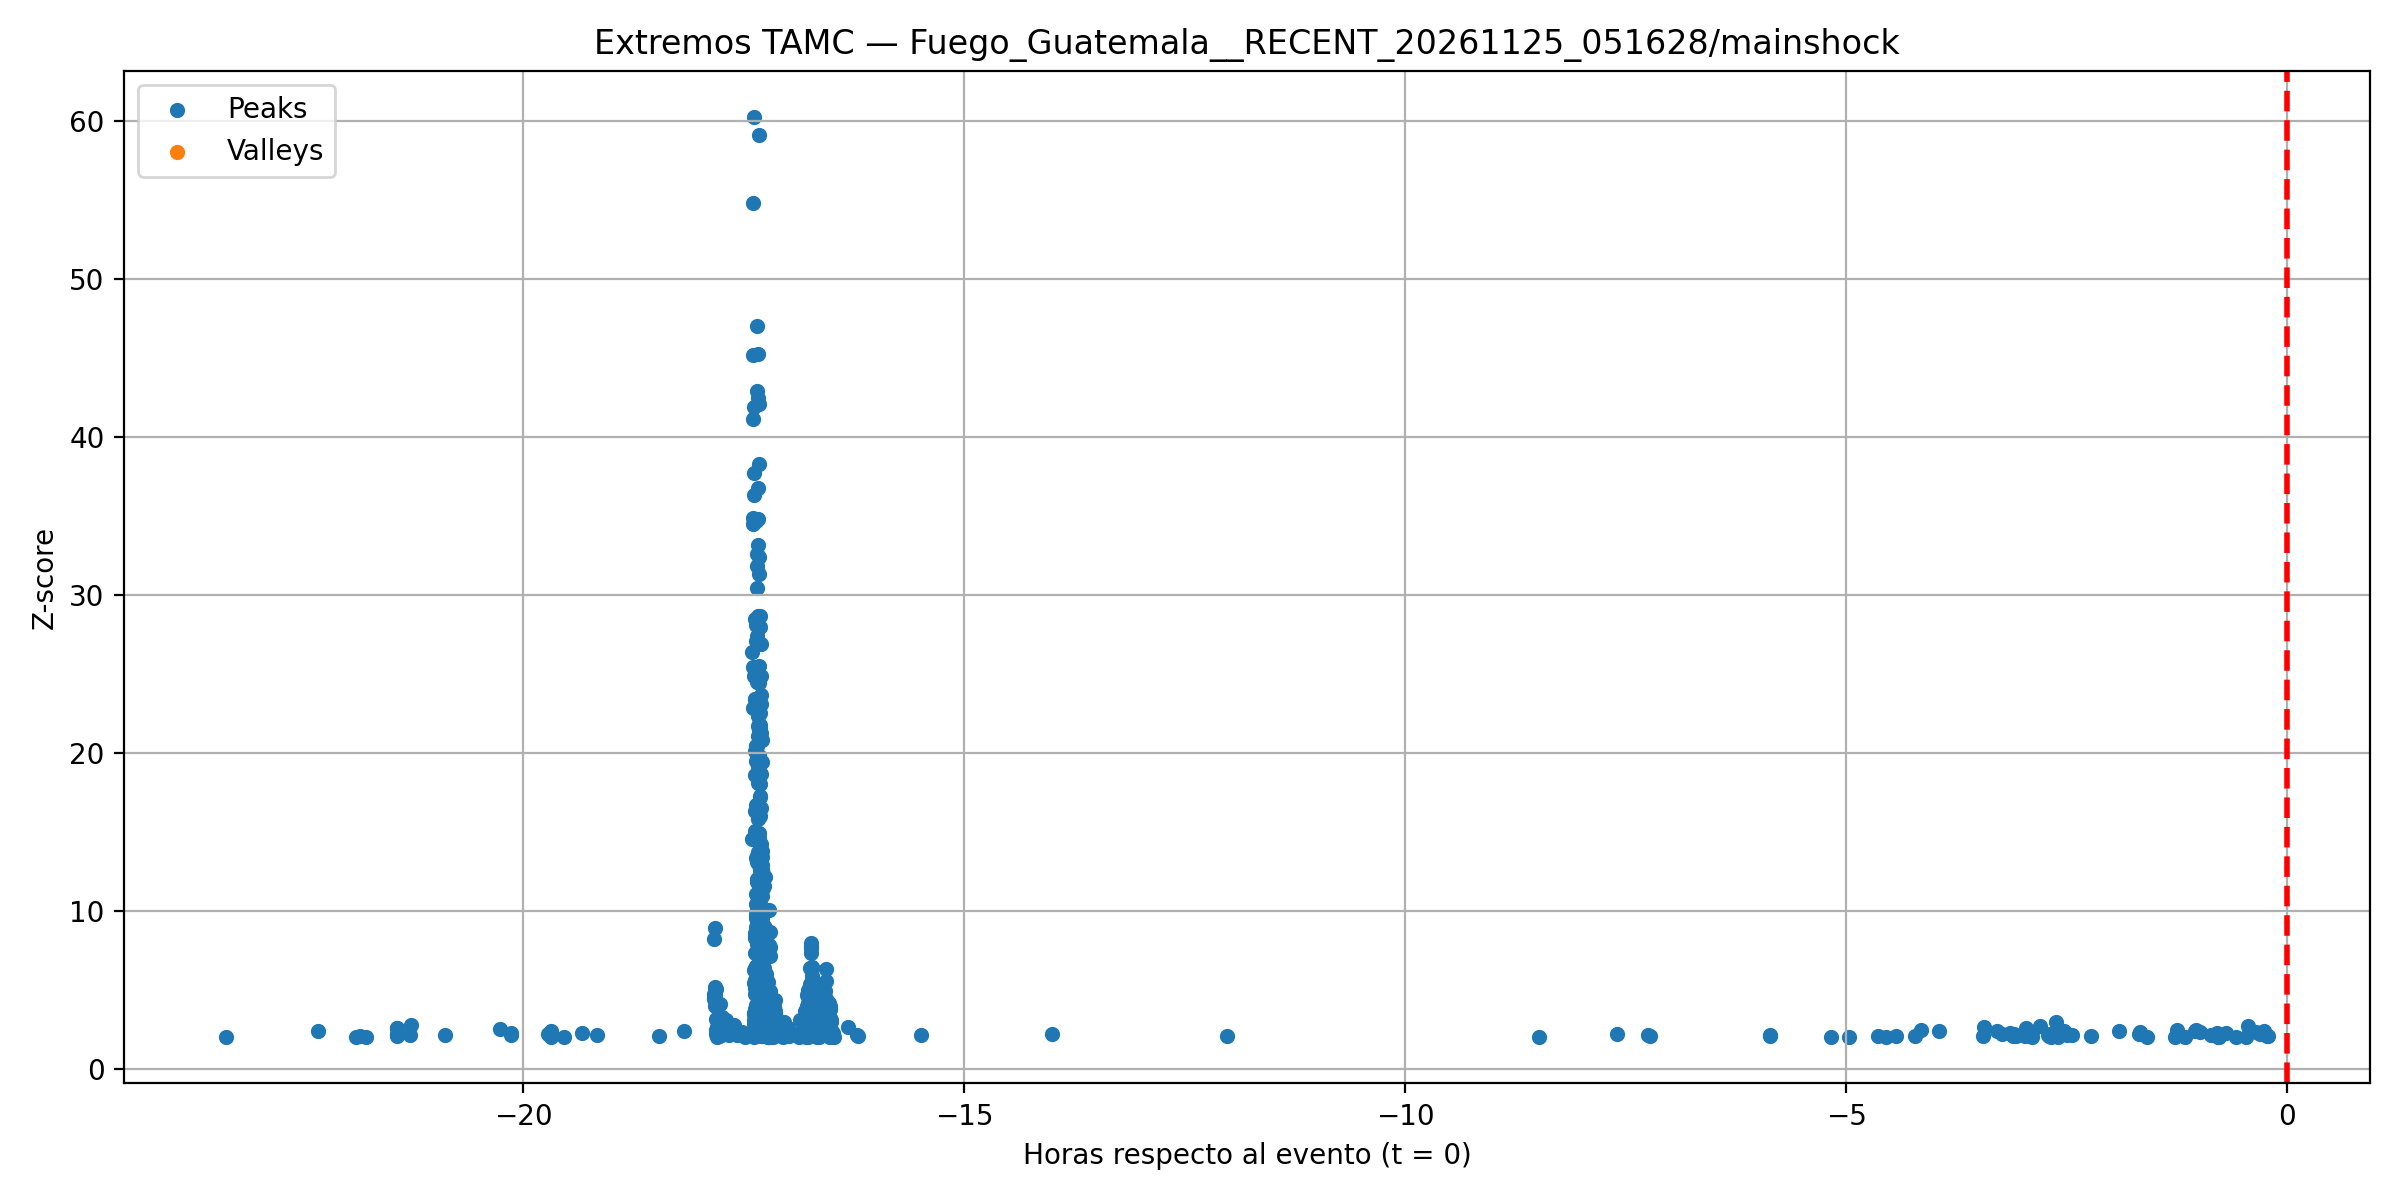 Extremos TAMC — Fuego_Guatemala__RECENT_20261125_051628/mainshock
Peaks
Valleys
60
50
40
30
20
10
0
Z-score
−20
−15
−10
−5
0
Horas respecto al evento (t = 0)